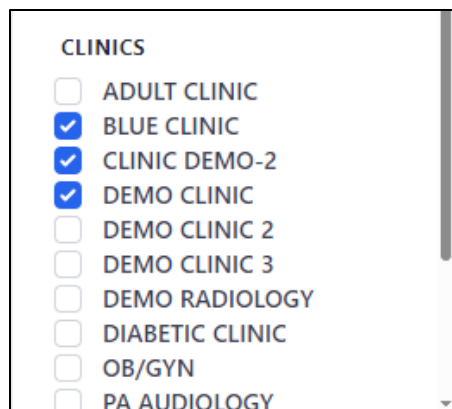 CLINICS
ADULT CLINIC
BLUE CLINIC
CLINIC DEMO-2
DEMO CLINIC
DEMO CLINIC 2
DEMO CLINIC 3
DEMO RADIOLOGY
DIABETIC CLINIC
OB/GYN
PA AUDIOLOGY